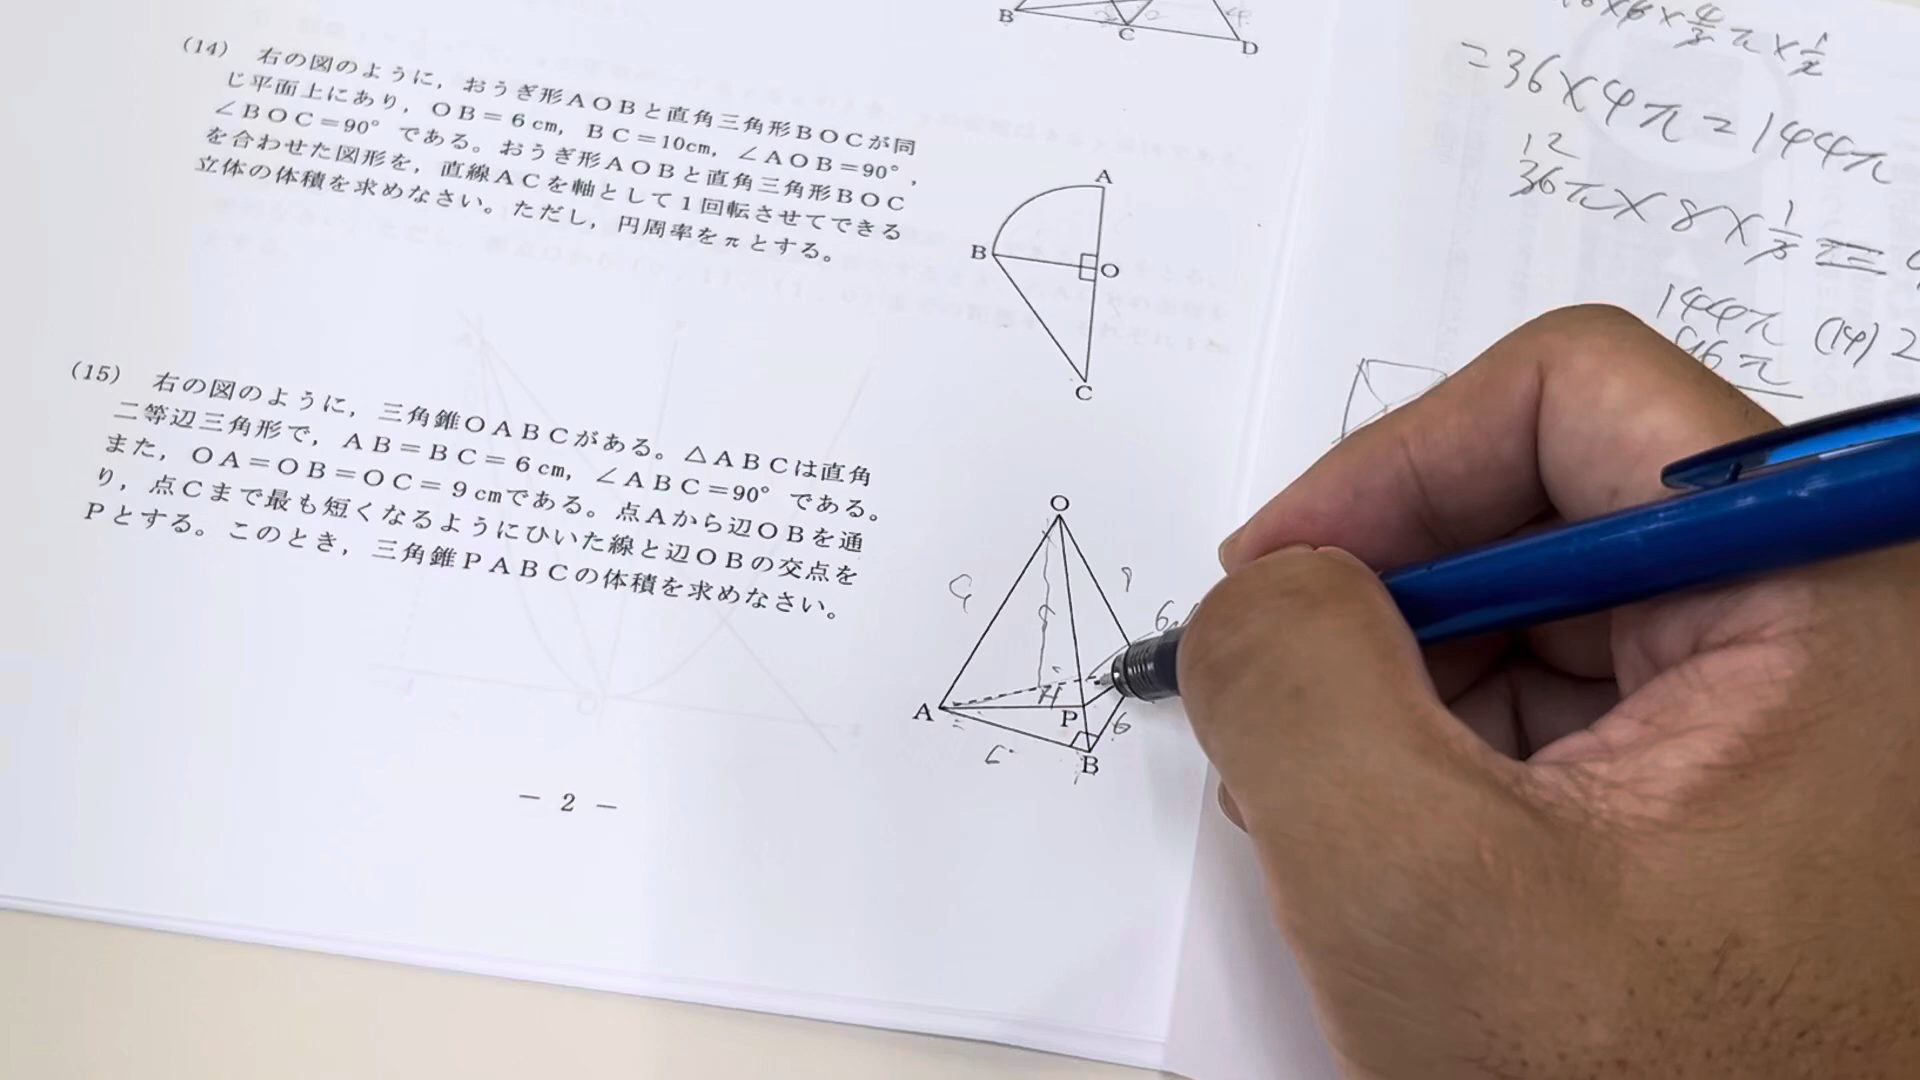 B
2
2
C
4
D
(14) 右の図のように，おうぎ形ＡＯＢと直角三角形ＢＯＣが同
じ平面上にあり，ＯＢ＝６cm，ＢＣ＝10cm，∠ＡＯＢ＝90°，
∠ＢＯＣ＝90° である。おうぎ形ＡＯＢと直角三角形ＢＯＣ
を合わせた図形を，直線ＡＣを軸として１回転させてできる
立体の体積を求めなさい。ただし，円周率をπとする。
A
B
O
C
(15) 右の図のように，三角錐ＯＡＢＣがある。△ＡＢＣは直角
二等辺三角形で，ＡＢ＝ＢＣ＝６cm，∠ＡＢＣ＝90° である。
また，ＯＡ＝ＯＢ＝ＯＣ＝９cmである。点Ａから辺ＯＢを通
り，点Ｃまで最も短くなるようにひいた線と辺ＯＢの交点を
Ｐとする。このとき，三角錐ＰＡＢＣの体積を求めなさい。
O
9
9
6
H
A
P
6
B
－ 2 －
=36×4π=144π
12
36π×8×1/3=
144π
96π
(14) 2